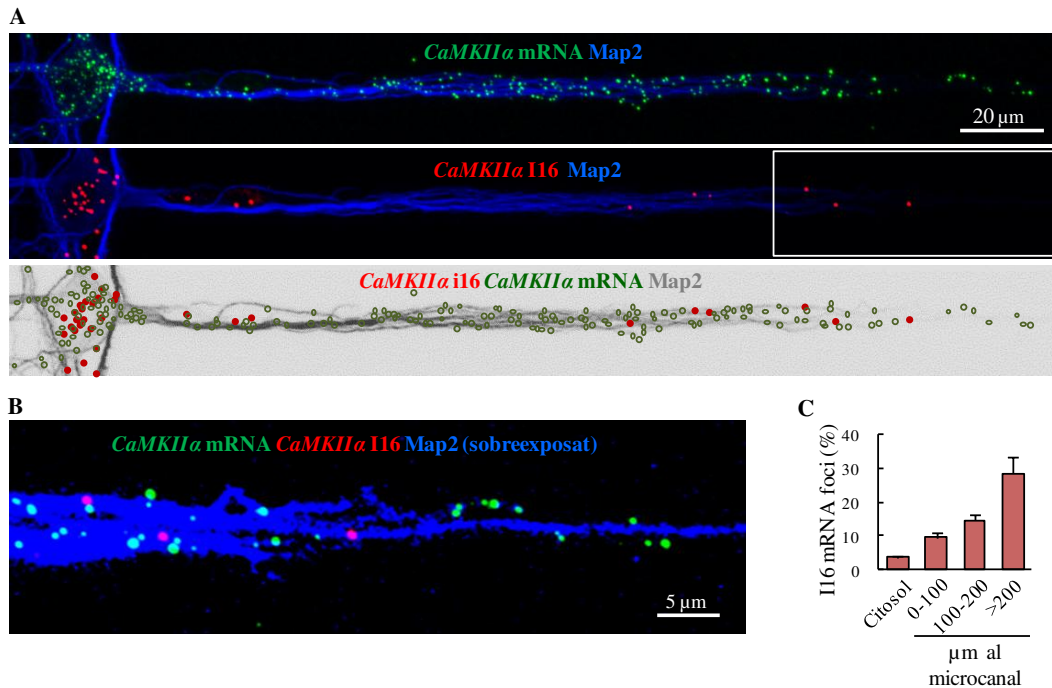 A
CaMKIIα mRNA Map2
20 µm
CaMKIIα I16 Map2
CaMKIIα i16 CaMKIIα mRNA Map2
B
CaMKIIα mRNA CaMKIIα I16 Map2 (sobreexposat)
5 µm
C
I16 mRNA foci (%)
40
30
20
10
0
Citosol
0-100
100-200
>200
µm al
microcanal